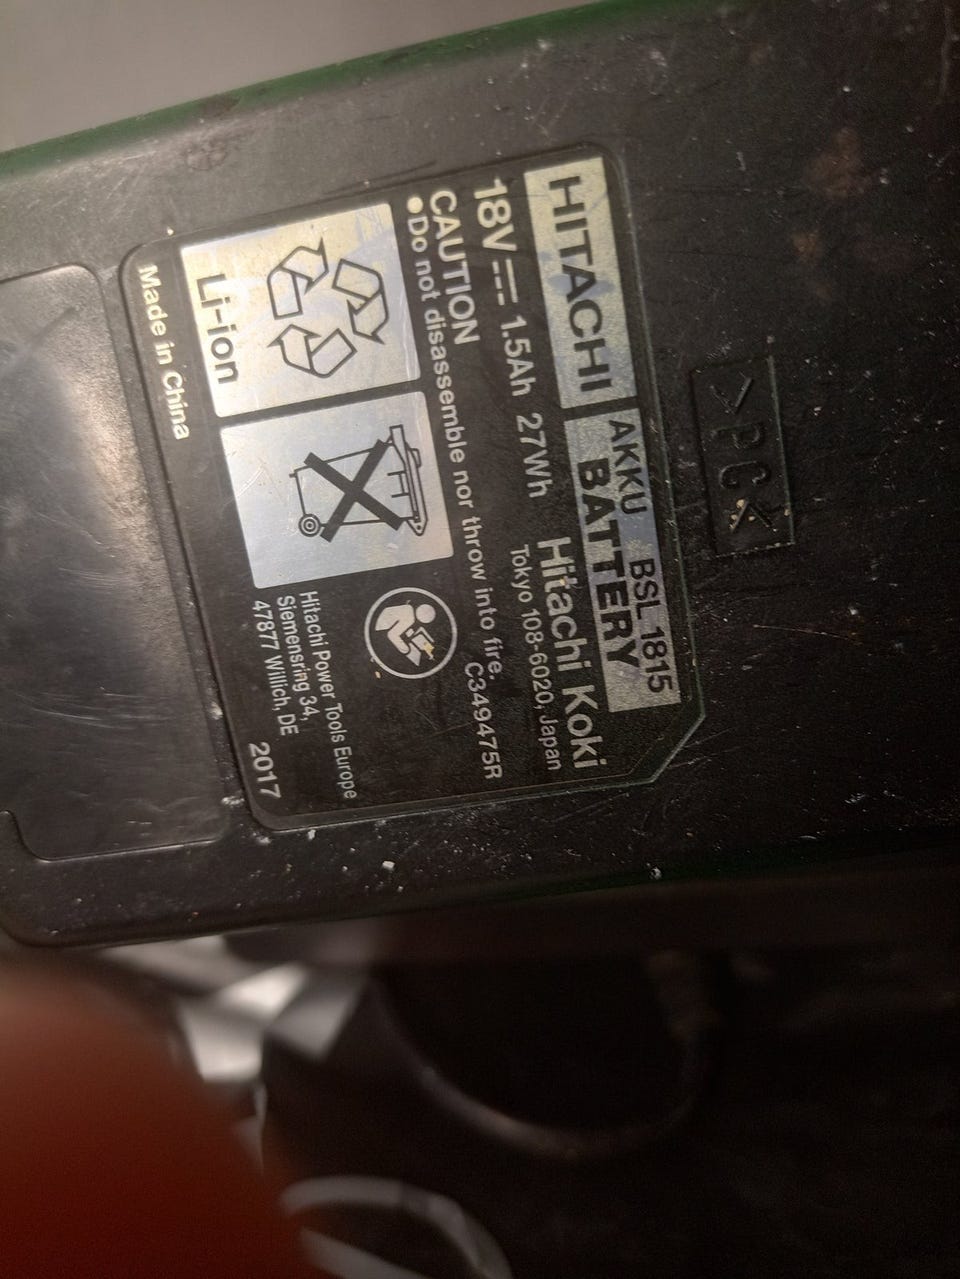 >PC<
HITACHI AKKU BSL 1815
BATTERY
18V⎓ 1.5Ah 27Wh Hitachi Koki
Tokyo 108-6020, Japan
CAUTION
●Do not disassemble nor throw into fire.
C349475R
Li-ion
Hitachi Power Tools Europe
Siemensring 34,
47877 Willich, DE
Made in China
2017